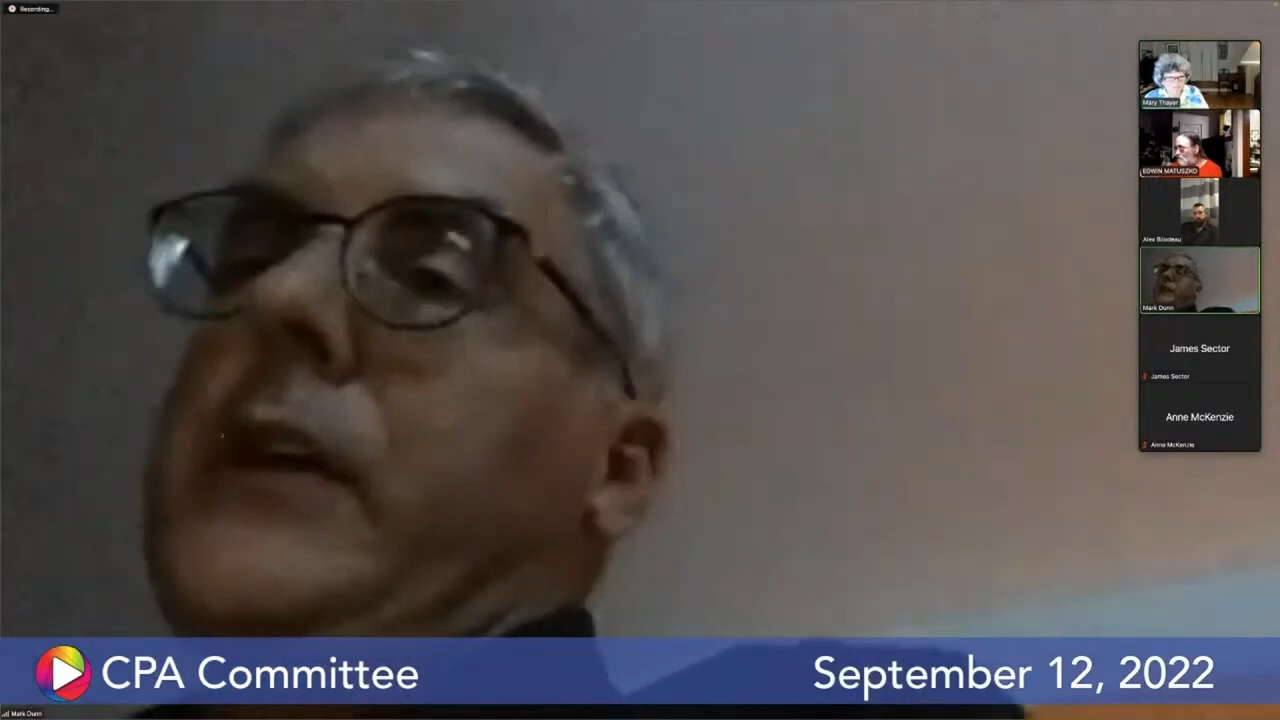 Recording...
Mary Thayer
EDWIN MATUSZKO
Alex Bilodeau
Mark Dunn
James Sector
James Sector
Anne McKenzie
Anne McKenzie
CPA Committee
September 12, 2022
Mark Dunn